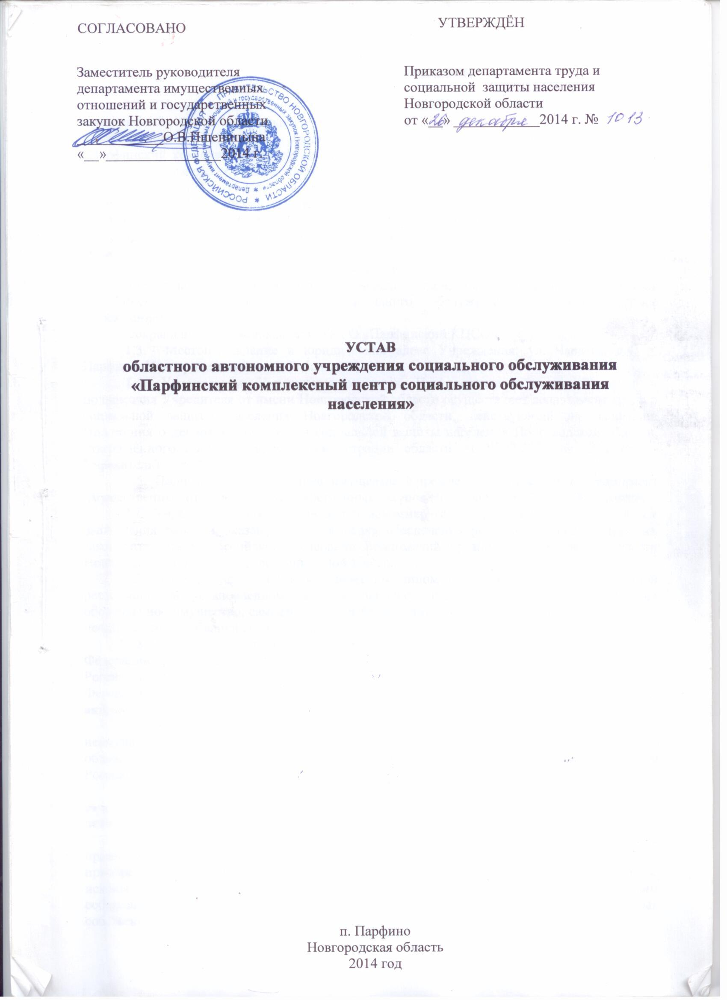 СОГЛАСОВАНО
Заместитель руководителя
департамента имущественных
отношений и государственных
закупок Новгородской области
____________О.В.Пшеницына
«__»________________2014 г.
УТВЕРЖДЁН
Приказом департамента труда и
социальной защиты населения
Новгородской области
от «26» декабря 2014 г. № 1013
РОССИЙСКАЯ ФЕДЕРАЦИЯ * ПРАВИТЕЛЬСТВО НОВГОРОДСКОЙ ОБЛАСТИ *
Департамент имущественных отношений и государственных закупок Новгородской области *
УСТАВ
областного автономного учреждения социального обслуживания
«Парфинский комплексный центр социального обслуживания
населения»
п. Парфино
Новгородская область
2014 год